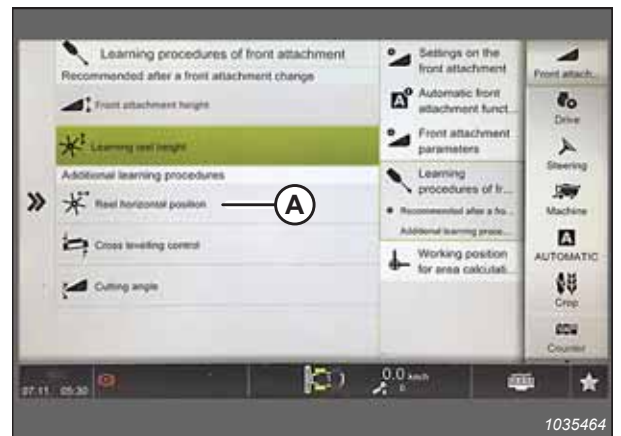 Learning procedures of front attachment
Recommended after a front attachment change
Front attachment height
Learning reel height
Additional learning procedures
Reel horizontal position
A
Cross levelling control
Cutting angle
Settings on the
front attachment
Automatic front
attachment funct...
Front attachment
parameters
Learning
procedures of fr...
Recommended after a fro...
Additional learning proce...
Working position
for area calculati...
Front attach...
Drive
Steering
Machine
A
AUTOMATIC
Crop
Counter
07.11. 05:30
0.0 km/h
0
1035464